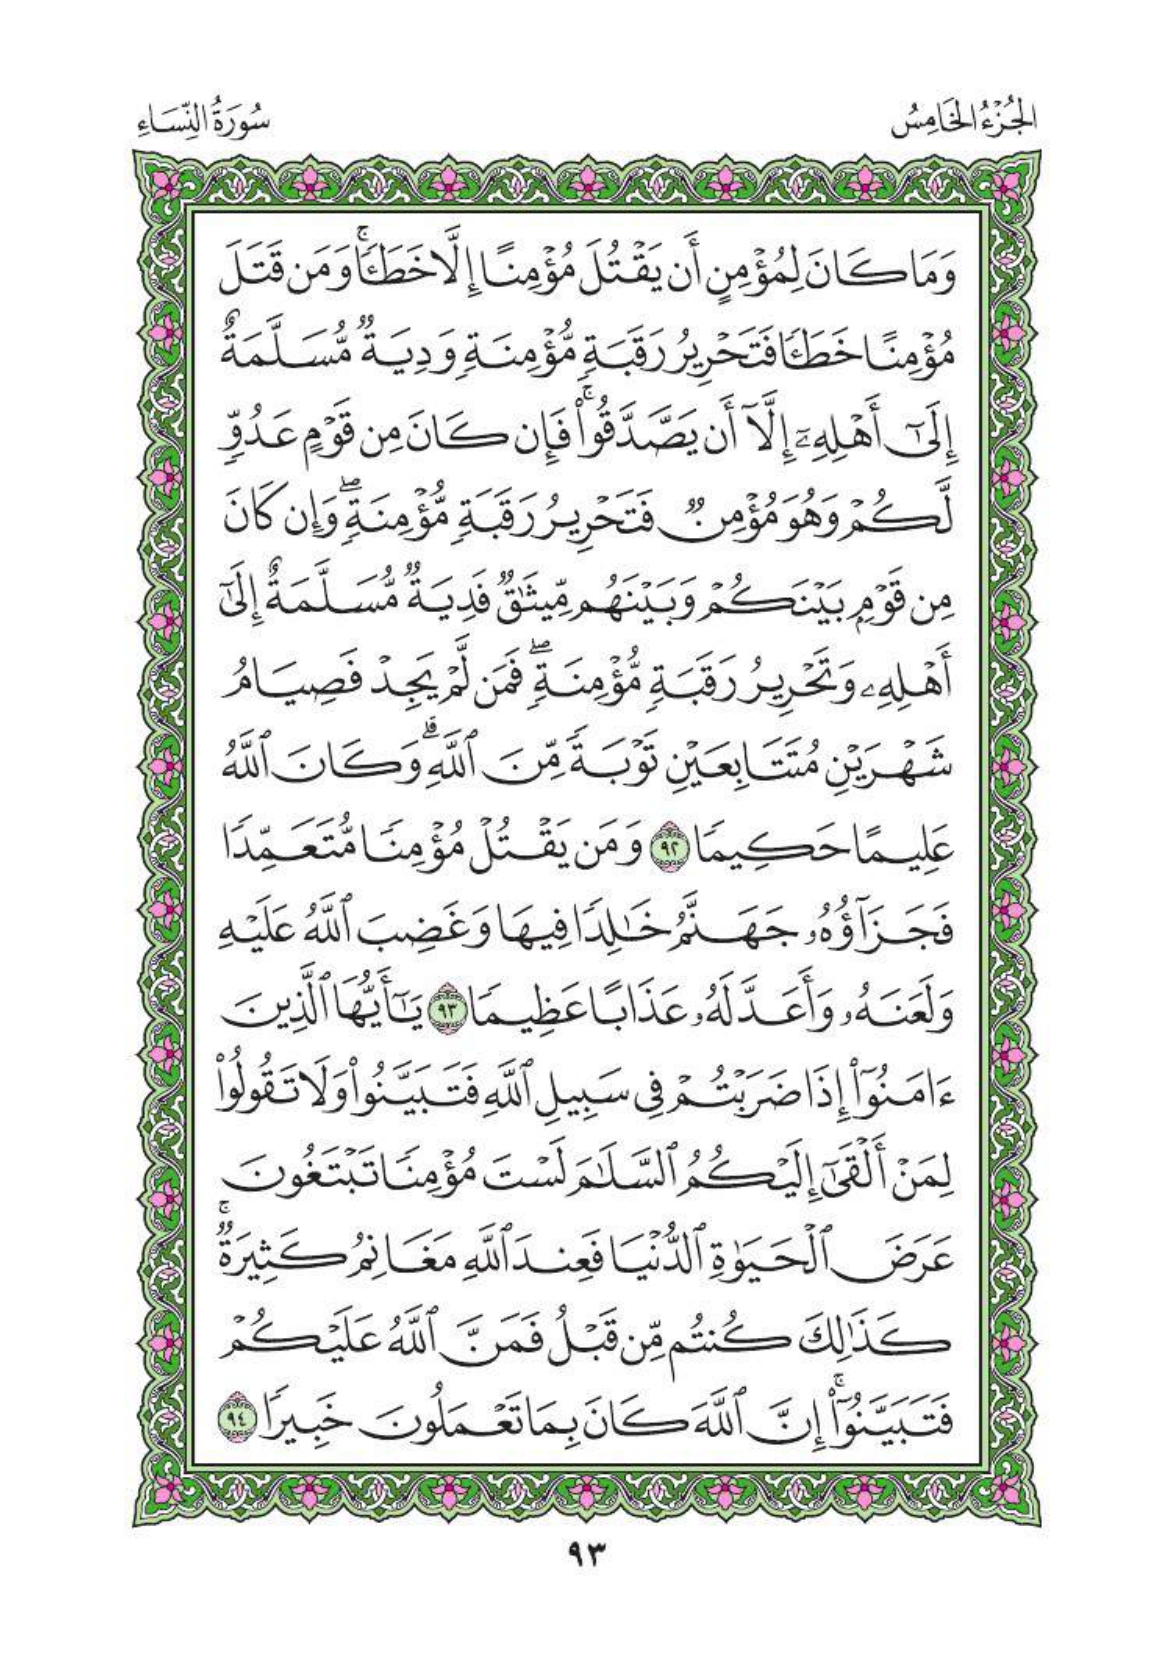 الجُزْءُ الخَامِسُ
سُورَةُ النِّسَاءِ
وَمَا كَانَ لِمُؤْمِنٍ أَن يَقْتُلَ مُؤْمِنًا إِلَّا خَطَـًٔاۚ وَمَن قَتَلَ
مُؤْمِنًا خَطَـًٔا فَتَحْرِيرُ رَقَبَةٍ مُّؤْمِنَةٍ وَدِيَةٌ مُّسَلَّمَةٌ
إِلَىٰٓ أَهْلِهِۦٓ إِلَّآ أَن يَصَّدَّقُوا۟ۚ فَإِن كَانَ مِن قَوْمٍ عَدُوٍّ
لَّكُمْ وَهُوَ مُؤْمِنٌ فَتَحْرِيرُ رَقَبَةٍ مُّؤْمِنَةٍۖ وَإِن كَانَ
مِن قَوْمِۭ بَيْنَكُمْ وَبَيْنَهُم مِّيثَٰقٌ فَدِيَةٌ مُّسَلَّمَةٌ إِلَىٰٓ
أَهْلِهِۦ وَتَحْرِيرُ رَقَبَةٍ مُّؤْمِنَةٍۖ فَمَن لَّمْ يَجِدْ فَصِيَامُ
شَهْرَيْنِ مُتَتَابِعَيْنِ تَوْبَةً مِّنَ ٱللَّهِۗ وَكَانَ ٱللَّهُ
عَلِيمًا حَكِيمًا ٩٢ وَمَن يَقْتُلْ مُؤْمِنًا مُّتَعَمِّدًا
فَجَزَآؤُهُۥ جَهَنَّمُ خَٰلِدًا فِيهَا وَغَضِبَ ٱللَّهُ عَلَيْهِ
وَلَعَنَهُۥ وَأَعَدَّ لَهُۥ عَذَابًا عَظِيمًا ٩٣ يَٰٓأَيُّهَا ٱلَّذِينَ
ءَامَنُوٓا۟ إِذَا ضَرَبْتُمْ فِى سَبِيلِ ٱللَّهِ فَتَبَيَّنُوا۟ وَلَا تَقُولُوا۟
لِمَنْ أَلْقَىٰٓ إِلَيْكُمُ ٱلسَّلَٰمَ لَسْتَ مُؤْمِنًا تَبْتَغُونَ
عَرَضَ ٱلْحَيَوٰةِ ٱلدُّنْيَا فَعِندَ ٱللَّهِ مَغَانِمُ كَثِيرَةٌۚ
كَذَٰلِكَ كُنتُم مِّن قَبْلُ فَمَنَّ ٱللَّهُ عَلَيْكُمْ
فَتَبَيَّنُوٓا۟ۚ إِنَّ ٱللَّهَ كَانَ بِمَا تَعْمَلُونَ خَبِيرًا ٩٤
٩٣